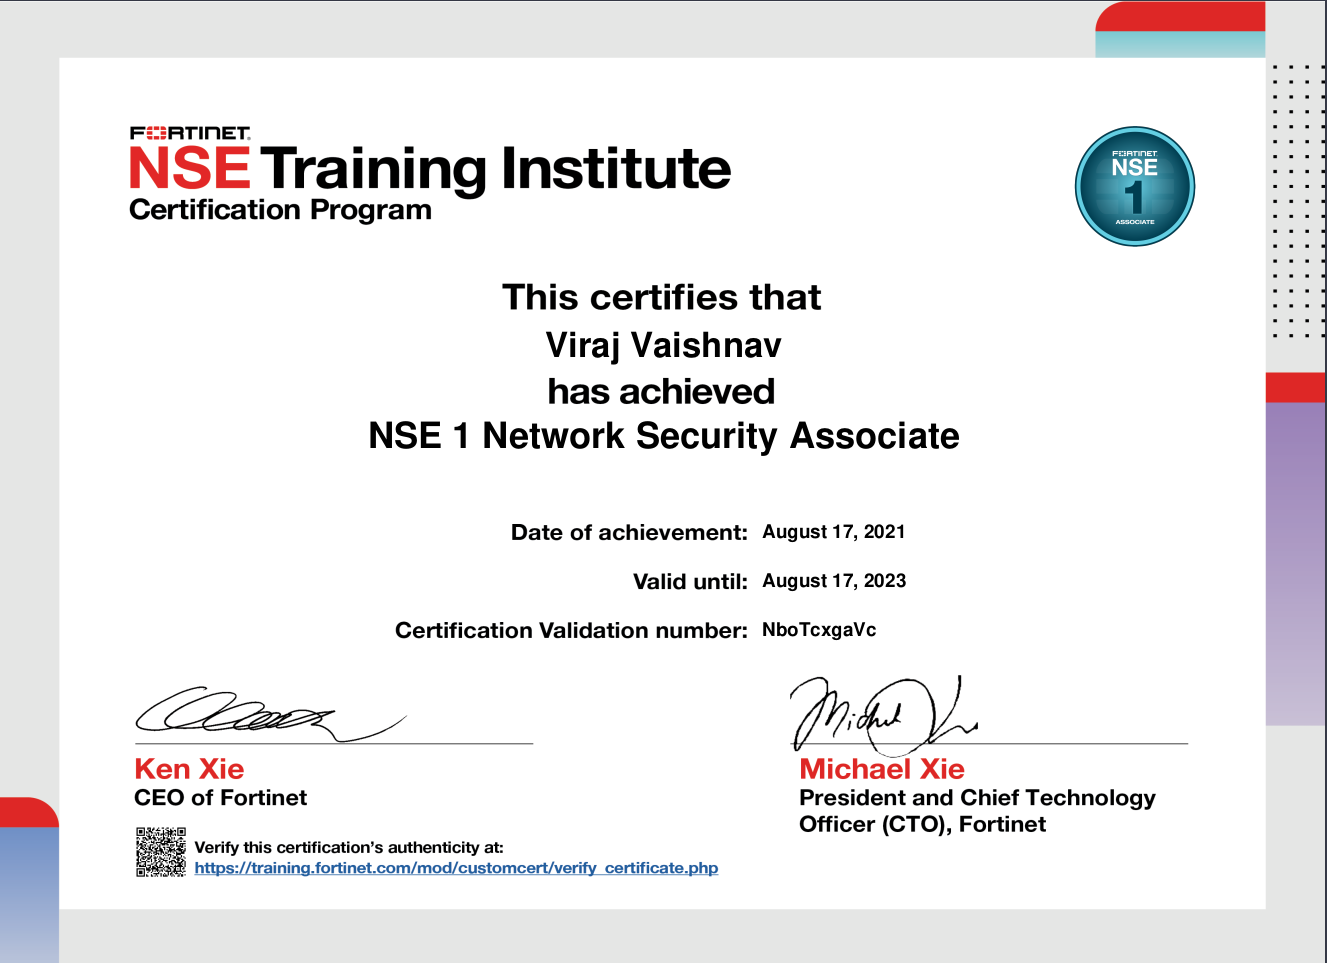 FORTINET
NSE Training Institute
Certification Program
FORTINET
NSE
1
ASSOCIATE
This certifies that
Viraj Vaishnav
has achieved
NSE 1 Network Security Associate
Date of achievement: August 17, 2021
Valid until: August 17, 2023
Certification Validation number: NboTcxgaVc
Michael Xie
Ken Xie
CEO of Fortinet
Michael Xie
President and Chief Technology
Officer (CTO), Fortinet
Verify this certification's authenticity at:
https://training.fortinet.com/mod/customcert/verify_certificate.php